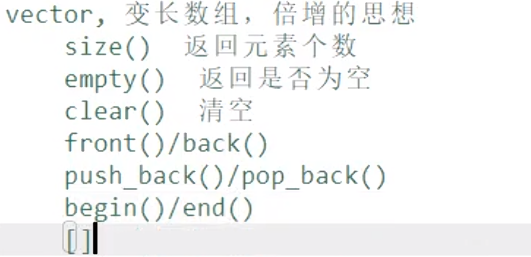 vector, 变长数组，倍增的思想
size() 返回元素个数
empty() 返回是否为空
clear() 清空
front()/back()
push_back()/pop_back()
begin()/end()
[]